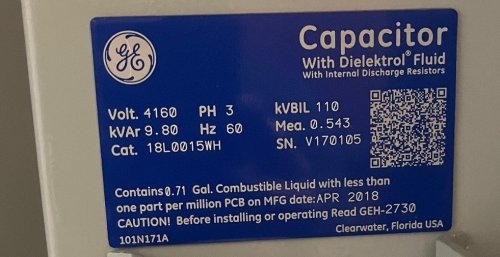 GE
Capacitor
With Dielektrol® Fluid
With Internal Discharge Resistors
Volt. 4160 PH 3 kVBIL 110
kVAr 9.80 Hz 60 Mea. 0.543
Cat. 18L0015WH SN. V170105
Contains 0.71 Gal. Combustible Liquid with less than
one part per million PCB on MFG date: APR 2018
CAUTION! Before installing or operating Read GEH-2730
101N171A Clearwater, Florida USA